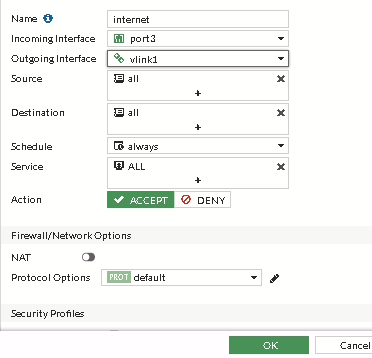 Name internet
Incoming Interface port3
Outgoing Interface vlink1
Source all
+
Destination all
+
Schedule always
Service ALL
+
Action ACCEPT DENY
Firewall/Network Options
NAT
Protocol Options PROT default
Security Profiles
OK Cancel